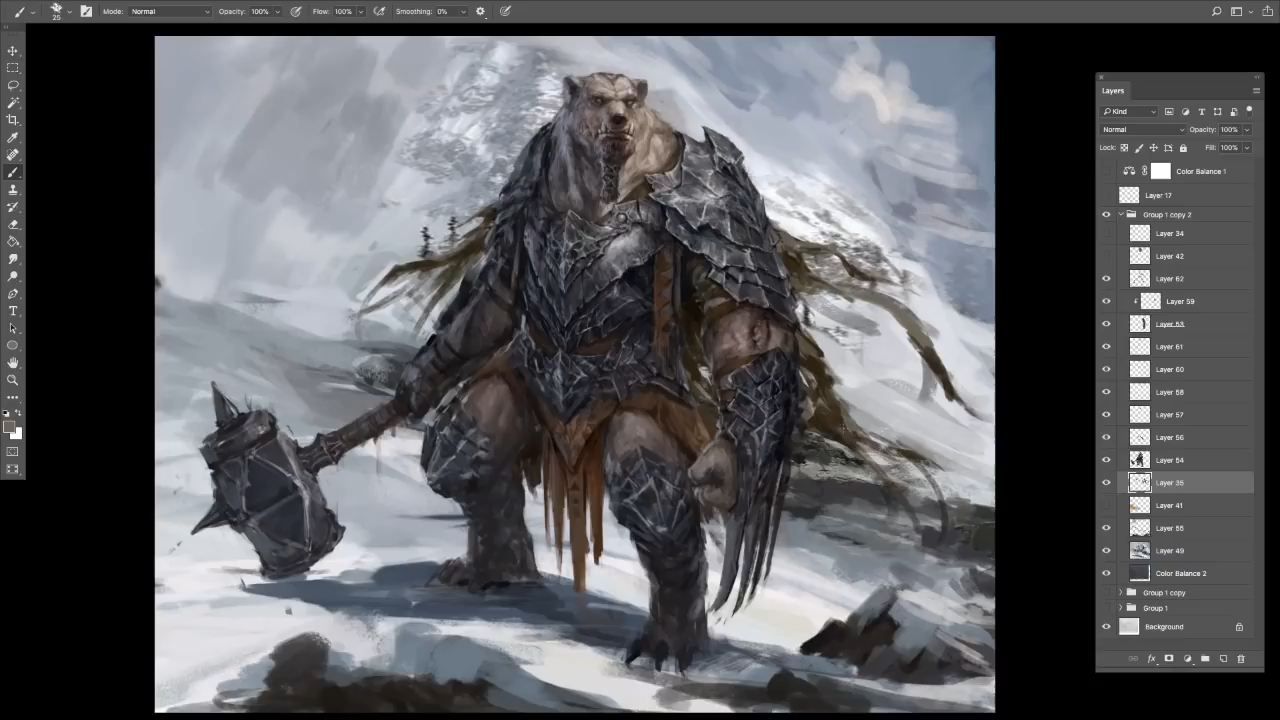 25 Mode: Normal Opacity: 100% Flow: 100% Smoothing: 0%
Layers
Kind
Normal Opacity: 100%
Lock: Fill: 100%
Color Balance 1
Layer 17
Group 1 copy 2
Layer 34
Layer 42
Layer 62
Layer 59
Layer 53
Layer 61
Layer 60
Layer 58
Layer 57
Layer 56
Layer 54
Layer 35
Layer 41
Layer 55
Layer 49
Color Balance 2
Group 1 copy
Group 1
Background
fx